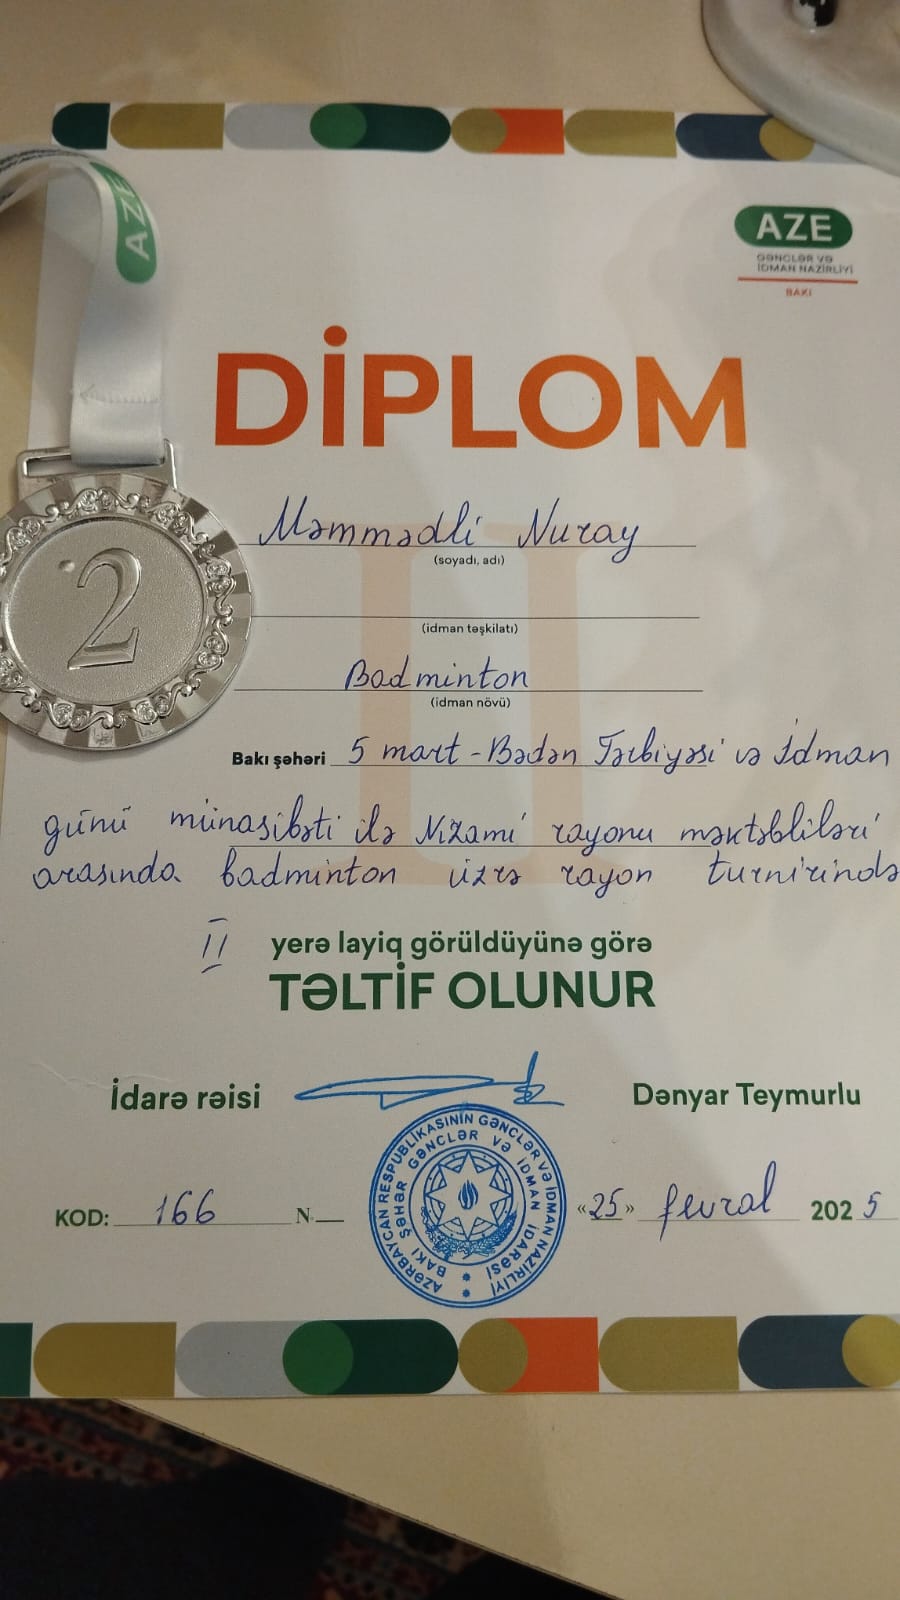 AZE
AZE
GƏNCLƏR VƏ
İDMAN NAZİRLİYİ
BAKI
DİPLOM
Məmmədli Nuray
(soyadı, adı)
2
(idman təşkilatı)
Badminton
(idman növü)
Bakı şəhəri 5 mart - Bədən Tərbiyəsi və İdman
günü münasibəti ilə Nizami rayonu məktəbliləri
arasında badminton üzrə rayon turnirində
II yerə layiq görüldüyünə görə
TƏLTİF OLUNUR
İdarə rəisi Dənyar Teymurlu
AZƏRBAYCAN RESPUBLİKASININ GƏNCLƏR VƏ İDMAN NAZİRLİYİ
BAKI ŞƏHƏR GƏNCLƏR VƏ İDMAN İDARƏSİ
KOD: 166 N. «25» fevral 2025